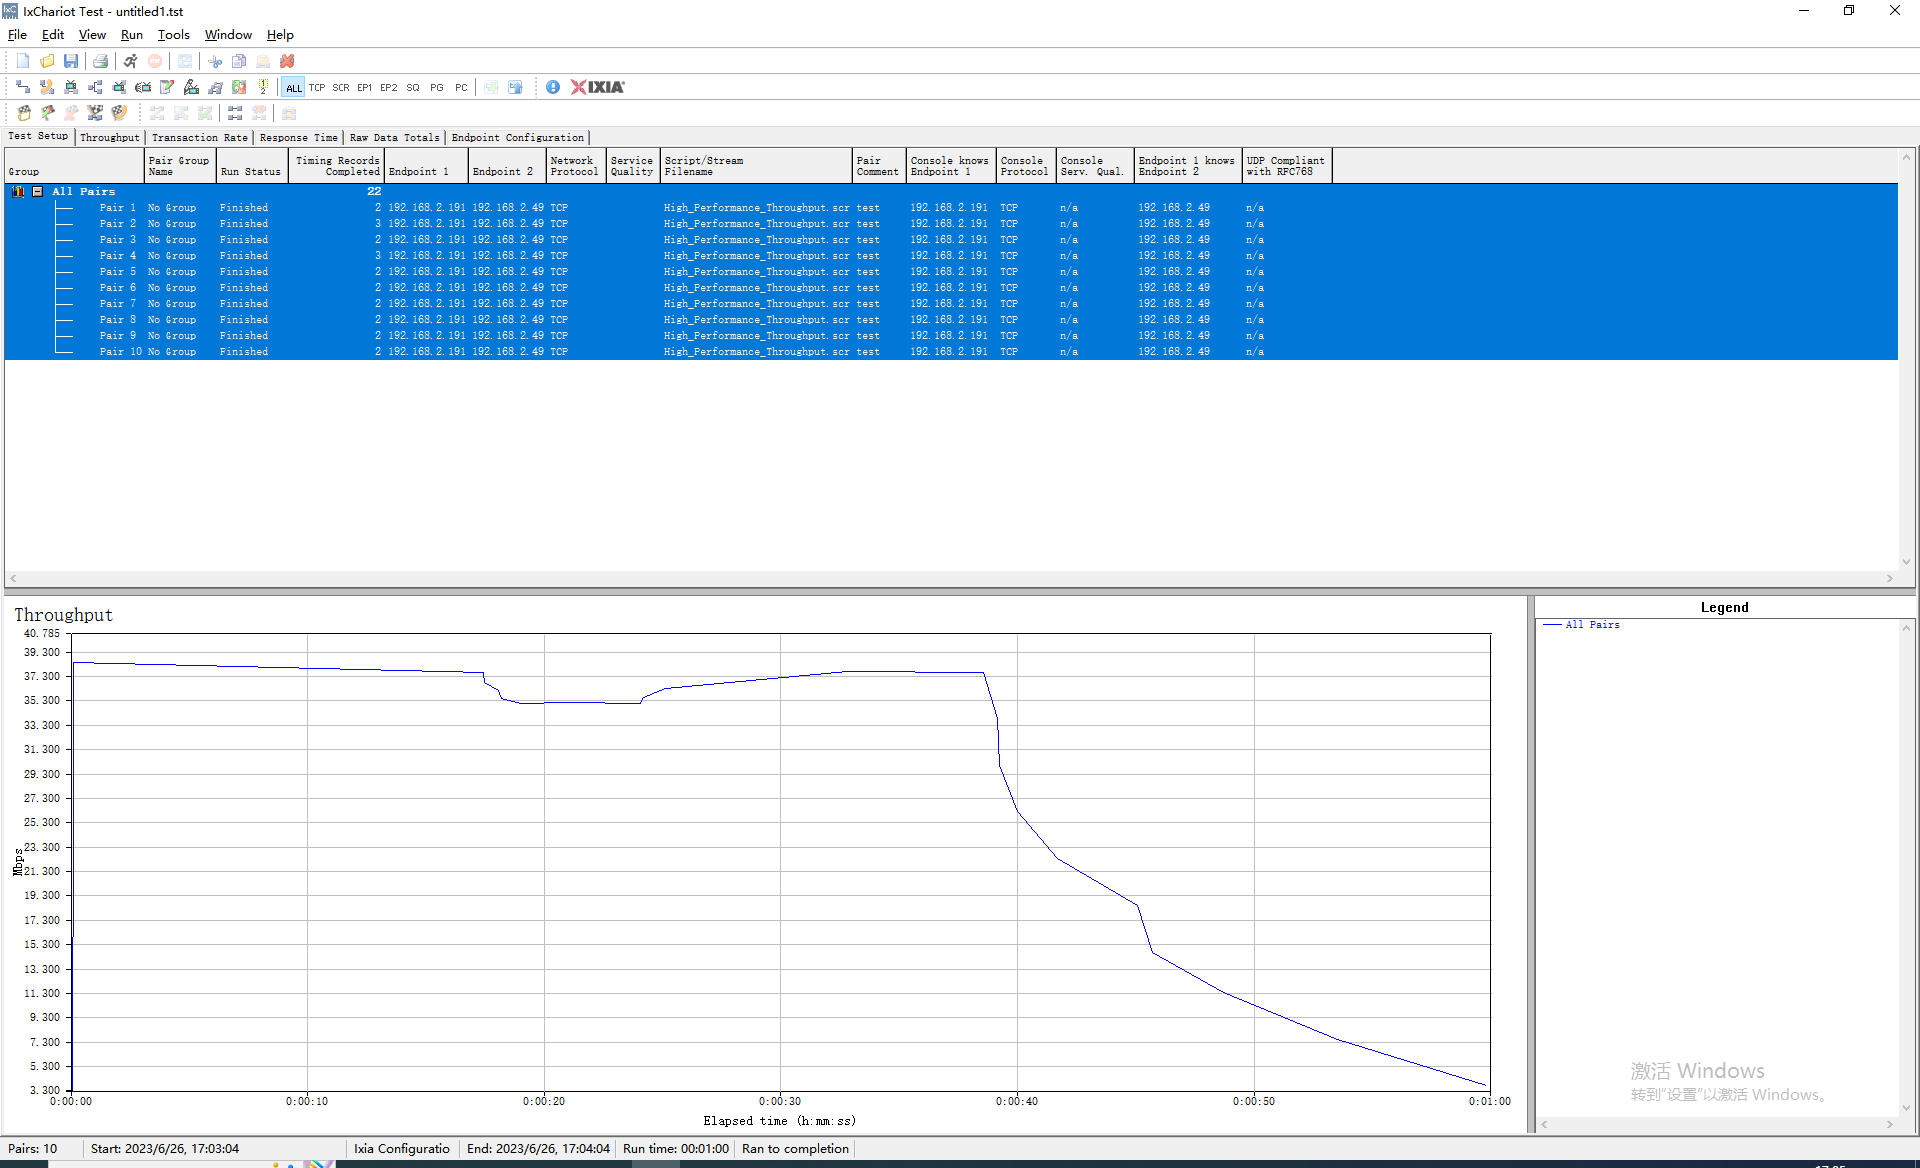 IxChariot Test - untitled1.tst
File Edit View Run Tools Window Help
ALL TCP SCR EP1 EP2 SQ PG PC IXIA
Test Setup Throughput Transaction Rate Response Time Raw Data Totals Endpoint Configuration
Group Pair Group Name Run Status Timing Records Completed Endpoint 1 Endpoint 2 Network Protocol Service Quality Script/Stream Filename Pair Comment Console knows Endpoint 1 Console Protocol Console Serv. Qual. Endpoint 1 knows Endpoint 2 UDP Compliant with RFC768
All Pairs 22
Pair 1 No Group Finished 2 192.168.2.191 192.168.2.49 TCP High_Performance_Throughput.scr test 192.168.2.191 TCP n/a 192.168.2.49 n/a
Pair 2 No Group Finished 3 192.168.2.191 192.168.2.49 TCP High_Performance_Throughput.scr test 192.168.2.191 TCP n/a 192.168.2.49 n/a
Pair 3 No Group Finished 2 192.168.2.191 192.168.2.49 TCP High_Performance_Throughput.scr test 192.168.2.191 TCP n/a 192.168.2.49 n/a
Pair 4 No Group Finished 3 192.168.2.191 192.168.2.49 TCP High_Performance_Throughput.scr test 192.168.2.191 TCP n/a 192.168.2.49 n/a
Pair 5 No Group Finished 2 192.168.2.191 192.168.2.49 TCP High_Performance_Throughput.scr test 192.168.2.191 TCP n/a 192.168.2.49 n/a
Pair 6 No Group Finished 2 192.168.2.191 192.168.2.49 TCP High_Performance_Throughput.scr test 192.168.2.191 TCP n/a 192.168.2.49 n/a
Pair 7 No Group Finished 2 192.168.2.191 192.168.2.49 TCP High_Performance_Throughput.scr test 192.168.2.191 TCP n/a 192.168.2.49 n/a
Pair 8 No Group Finished 2 192.168.2.191 192.168.2.49 TCP High_Performance_Throughput.scr test 192.168.2.191 TCP n/a 192.168.2.49 n/a
Pair 9 No Group Finished 2 192.168.2.191 192.168.2.49 TCP High_Performance_Throughput.scr test 192.168.2.191 TCP n/a 192.168.2.49 n/a
Pair 10 No Group Finished 2 192.168.2.191 192.168.2.49 TCP High_Performance_Throughput.scr test 192.168.2.191 TCP n/a 192.168.2.49 n/a
Throughput
40.785
39.300
37.300
35.300
33.300
31.300
29.300
27.300
25.300
23.300
21.300
19.300
17.300
15.300
13.300
11.300
9.300
7.300
5.300
3.300
Mbps
0:00:00 0:00:10 0:00:20 0:00:30 0:00:40 0:00:50 0:01:00
Elapsed time (h:mm:ss)
Legend
All Pairs
激活 Windows
转到"设置"以激活 Windows。
Pairs: 10 Start: 2023/6/26, 17:03:04 Ixia Configuratio End: 2023/6/26, 17:04:04 Run time: 00:01:00 Ran to completion